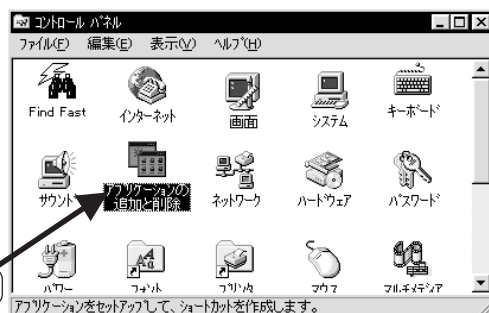 コントロール パネル
ファイル(F) 編集(E) 表示(V) ヘルプ(H)
Find Fast
インターネット
画面
システム
キーボード
サウンド
アプリケーションの
追加と削除
ネットワーク
ハードウェア
パスワード
パワー
フォント
プリンタ
マウス
マルチメディア
アプリケーションをセットアップして、ショートカットを作成します。